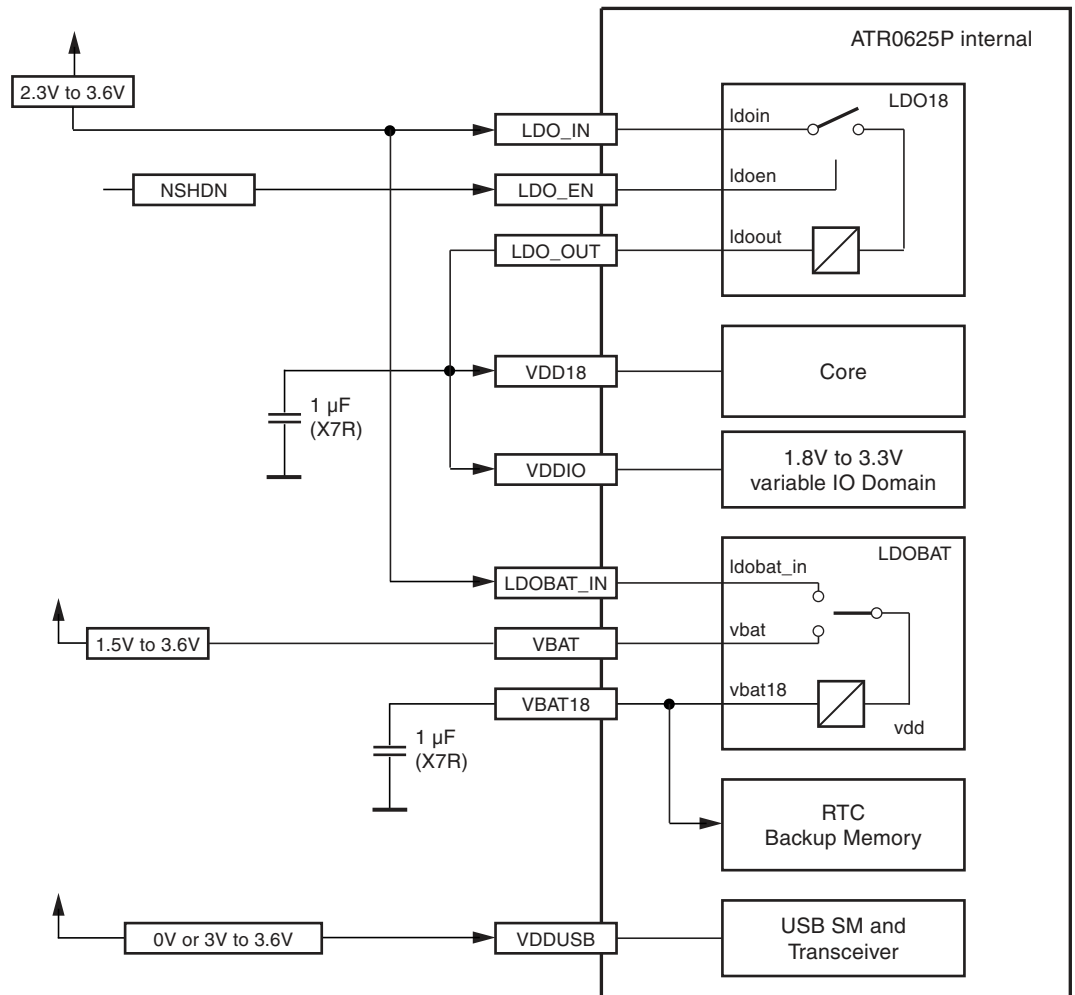 ATR0625P internal
2.3V to 3.6V
LDO18
LDO_IN
ldoin
NSHDN
LDO_EN
ldoen
LDO_OUT
ldoout
VDD18
Core
1 µF
(X7R)
VDDIO
1.8V to 3.3V
variable IO Domain
LDOBAT
LDOBAT_IN
ldobat_in
1.5V to 3.6V
VBAT
vbat
VBAT18
vbat18
vdd
1 µF
(X7R)
RTC
Backup Memory
0V or 3V to 3.6V
VDDUSB
USB SM and
Transceiver